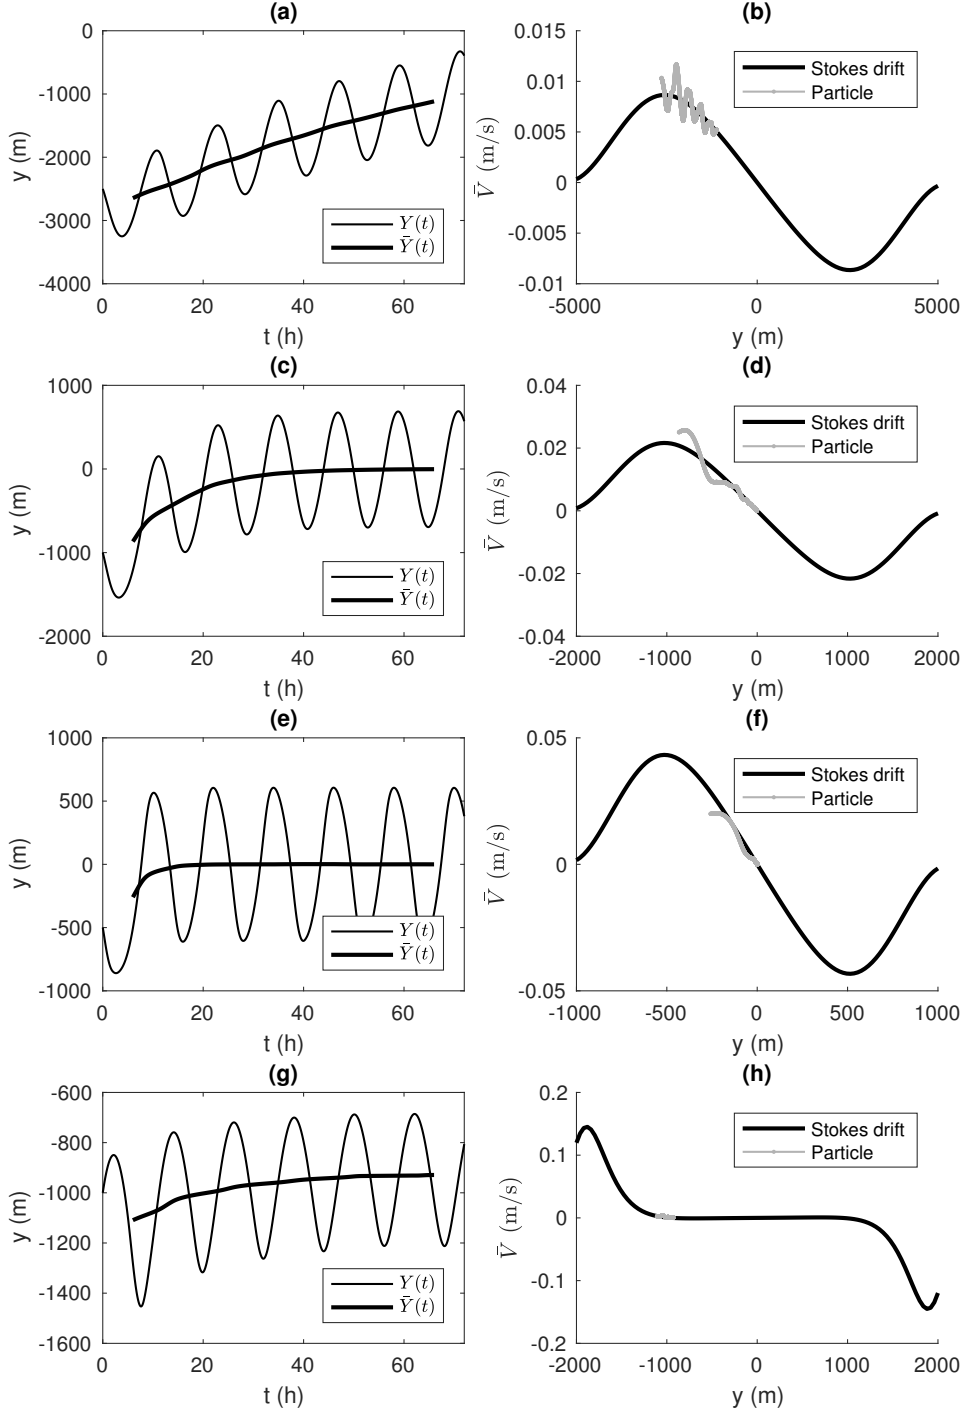 (a)
0
-1000
-2000
-3000
-4000
y (m)
Y(t)
Ȳ(t)
0 20 40 60
t (h)
(b)
0.015
0.01
0.005
0
-0.005
-0.01
V̄ (m/s)
Stokes drift
Particle
-5000 0 5000
y (m)
(c)
1000
0
-1000
-2000
y (m)
Y(t)
Ȳ(t)
0 20 40 60
t (h)
(d)
0.04
0.02
0
-0.02
-0.04
V̄ (m/s)
Stokes drift
Particle
-2000 -1000 0 1000 2000
y (m)
(e)
1000
500
0
-500
-1000
y (m)
Y(t)
Ȳ(t)
0 20 40 60
t (h)
(f)
0.05
0
-0.05
V̄ (m/s)
Stokes drift
Particle
-1000 -500 0 500 1000
y (m)
(g)
-600
-800
-1000
-1200
-1400
-1600
y (m)
Y(t)
Ȳ(t)
0 20 40 60
t (h)
(h)
0.2
0.1
0
-0.1
-0.2
V̄ (m/s)
Stokes drift
Particle
-2000 -1000 0 1000 2000
y (m)